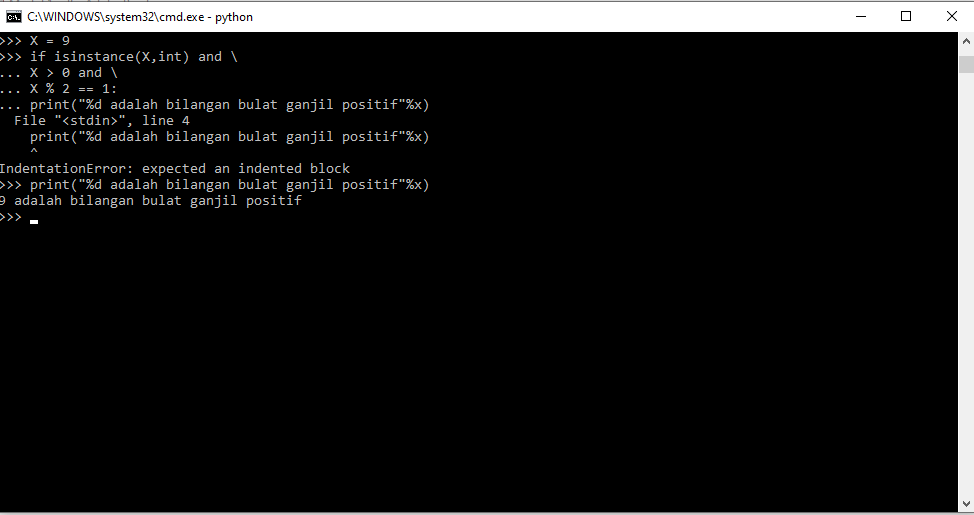 C:\WINDOWS\system32\cmd.exe - python
>>> X = 9
>>> if isinstance(X,int) and \
... X > 0 and \
... X % 2 == 1:
... print("%d adalah bilangan bulat ganjil positif"%x)
  File "<stdin>", line 4
    print("%d adalah bilangan bulat ganjil positif"%x)
    ^
IndentationError: expected an indented block
>>> print("%d adalah bilangan bulat ganjil positif"%x)
9 adalah bilangan bulat ganjil positif
>>>